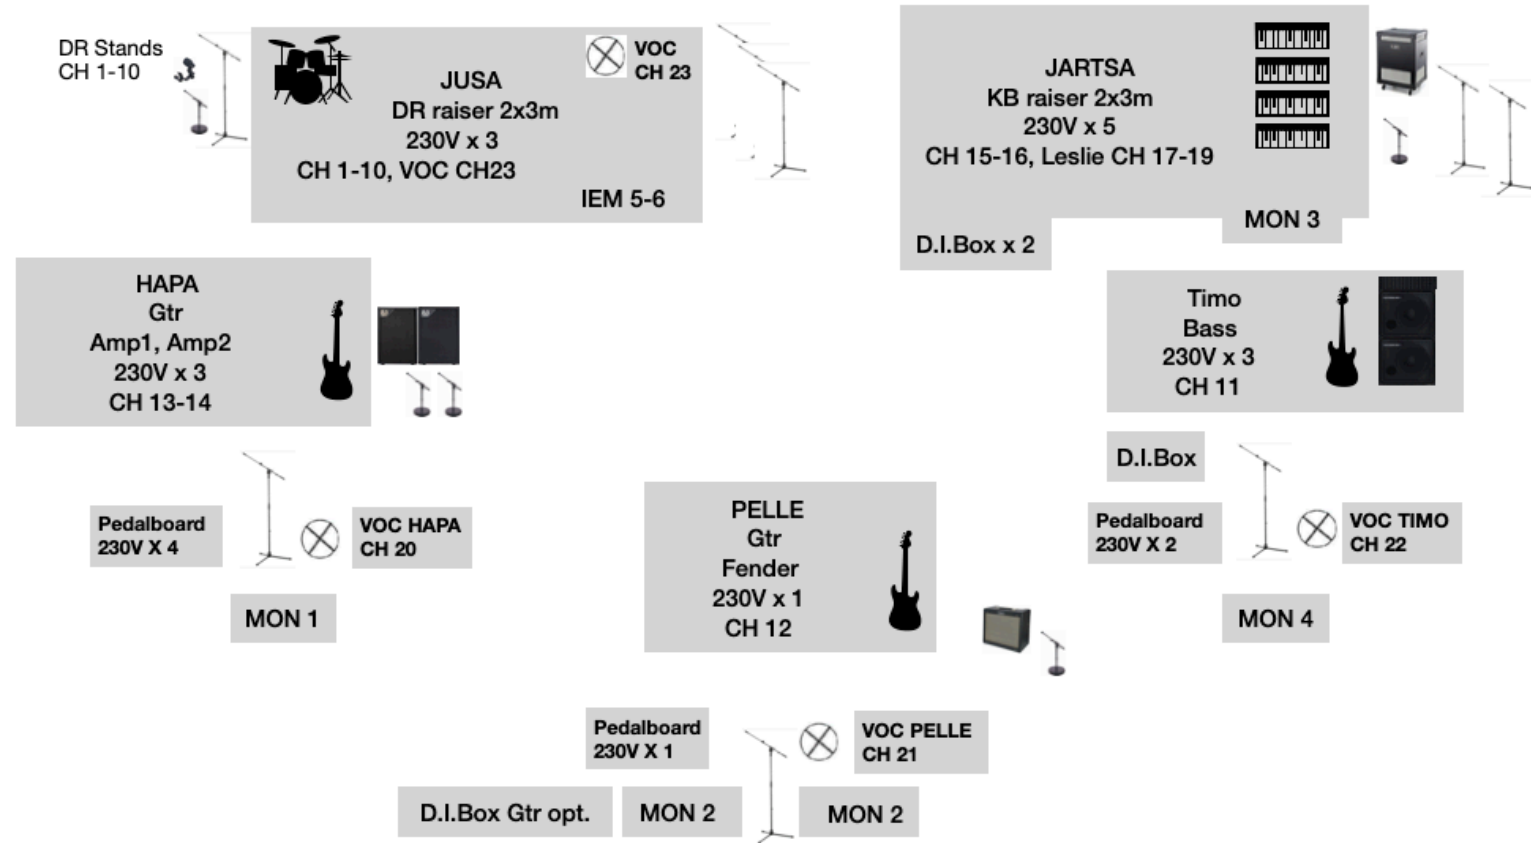 DR Stands
CH 1-10
JUSA
DR raiser 2x3m
230V x 3
CH 1-10, VOC CH23
IEM 5-6
VOC
CH 23
JARTSA
KB raiser 2x3m
230V x 5
CH 15-16, Leslie CH 17-19
MON 3
D.I.Box x 2
HAPA
Gtr
Amp1, Amp2
230V x 3
CH 13-14
Timo
Bass
230V x 3
CH 11
D.I.Box
Pedalboard
230V X 4
VOC HAPA
CH 20
MON 1
PELLE
Gtr
Fender
230V x 1
CH 12
Pedalboard
230V X 2
VOC TIMO
CH 22
MON 4
Pedalboard
230V X 1
VOC PELLE
CH 21
D.I.Box Gtr opt.
MON 2
MON 2